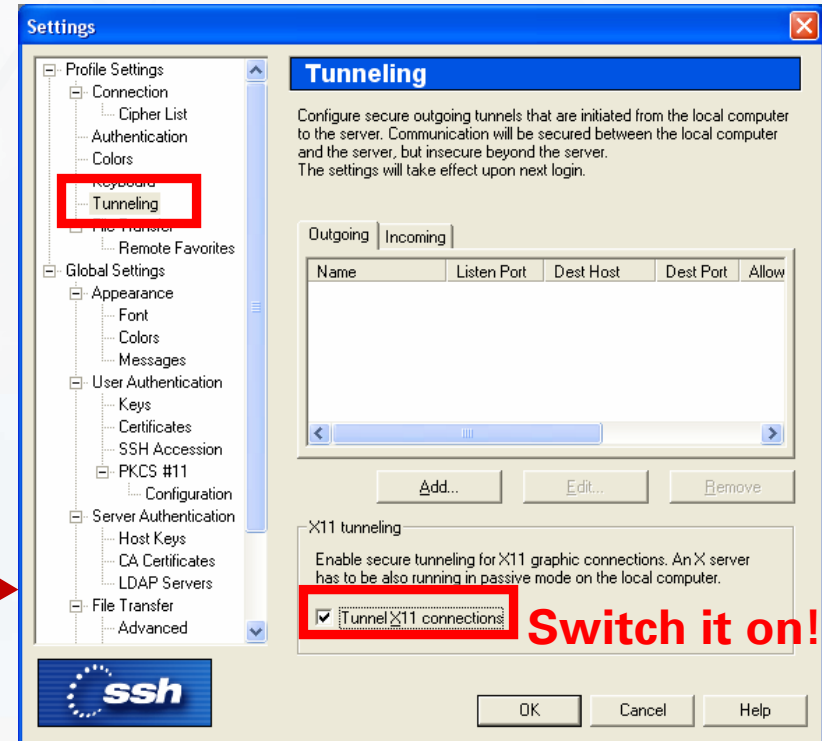 Settings
Profile Settings
Connection
Cipher List
Authentication
Colors
Keyboard
Tunneling
File Transfer
Remote Favorites
Global Settings
Appearance
Font
Colors
Messages
User Authentication
Keys
Certificates
SSH Accession
PKCS #11
Configuration
Server Authentication
Host Keys
CA Certificates
LDAP Servers
File Transfer
Advanced
ssh
Tunneling
Configure secure outgoing tunnels that are initiated from the local computer
to the server. Communication will be secured between the local computer
and the server, but insecure beyond the server.
The settings will take effect upon next login.
Outgoing Incoming
Name Listen Port Dest Host Dest Port Allow
Add... Edit... Remove
X11 tunneling
Enable secure tunneling for X11 graphic connections. An X server
has to be also running in passive mode on the local computer.
Tunnel X11 connections
Switch it on!
OK Cancel Help